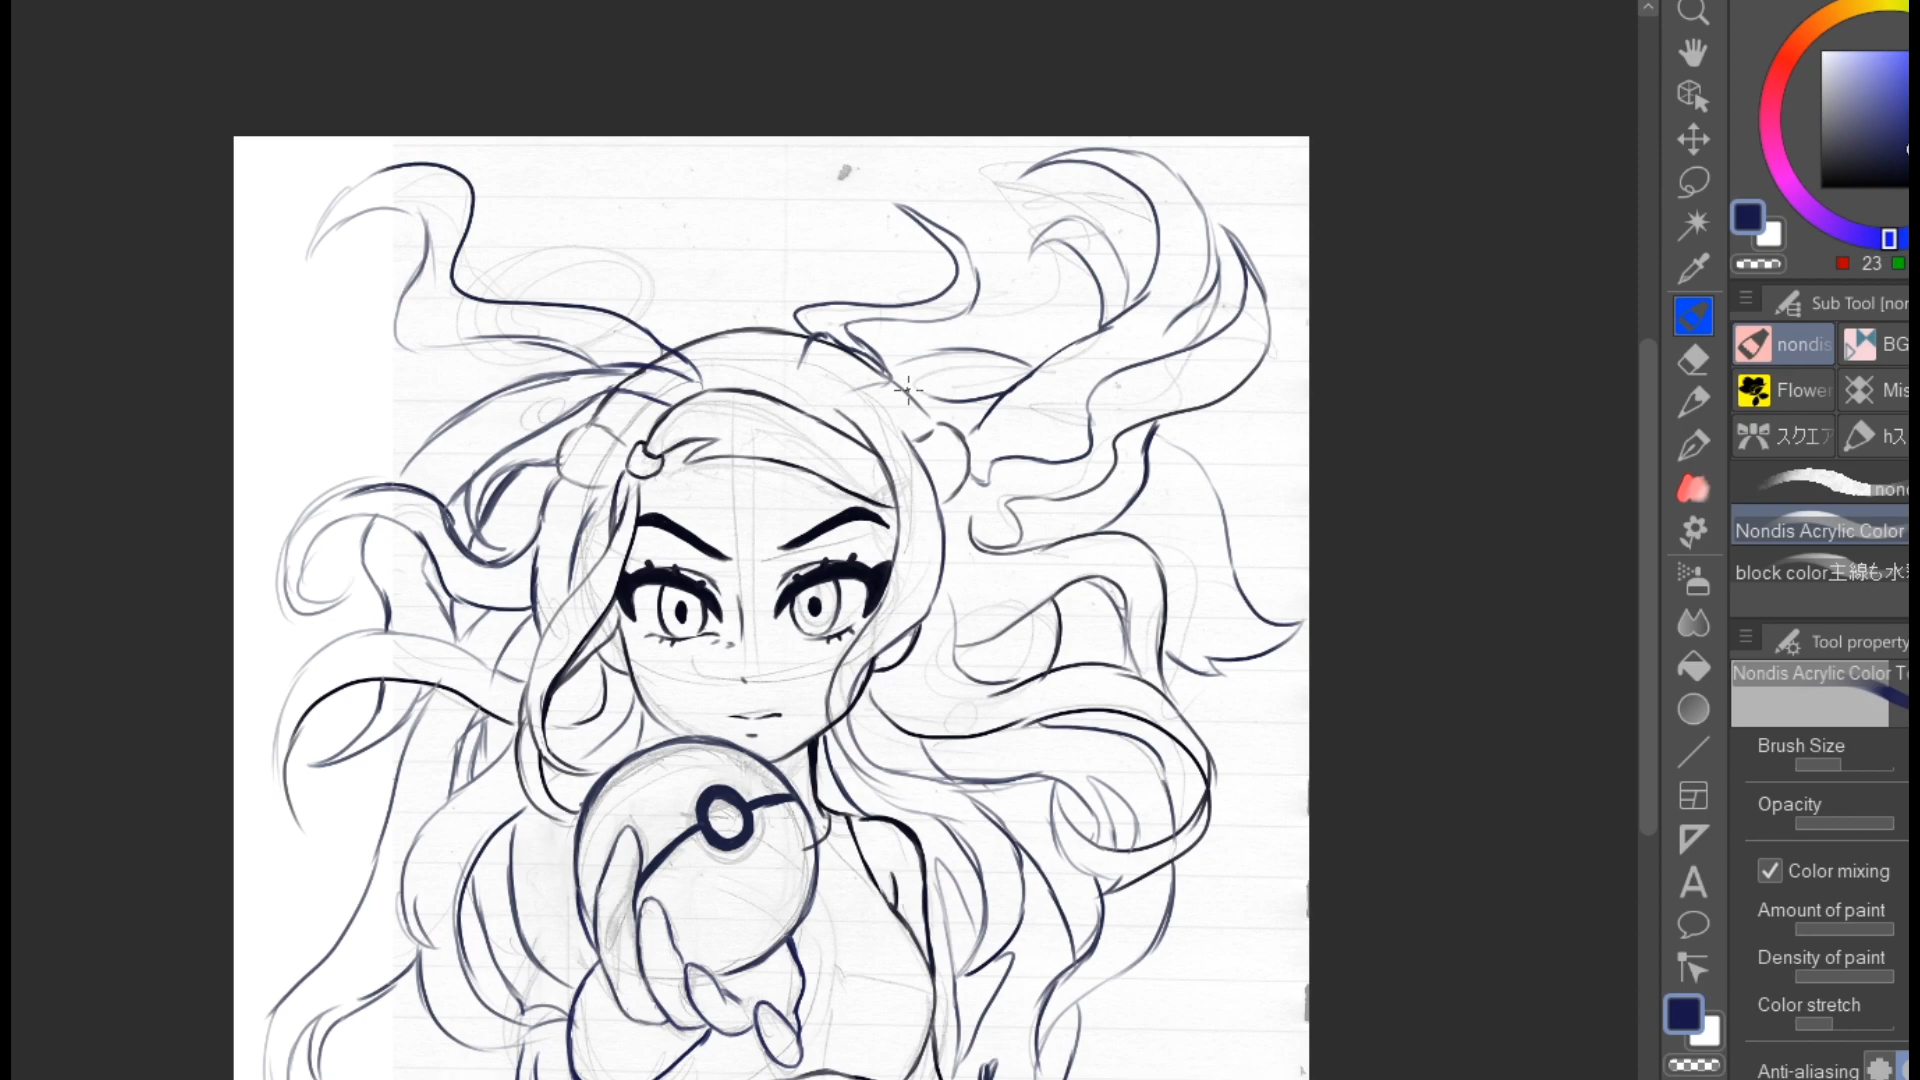 23
Sub Tool [non
nondis
BG
Flower
Mis
スクエア
hス
non
Nondis Acrylic Color
block color主線も水
Tool property
Nondis Acrylic Color T
Brush Size
Opacity
Color mixing
Amount of paint
Density of paint
Color stretch
Anti-aliasing